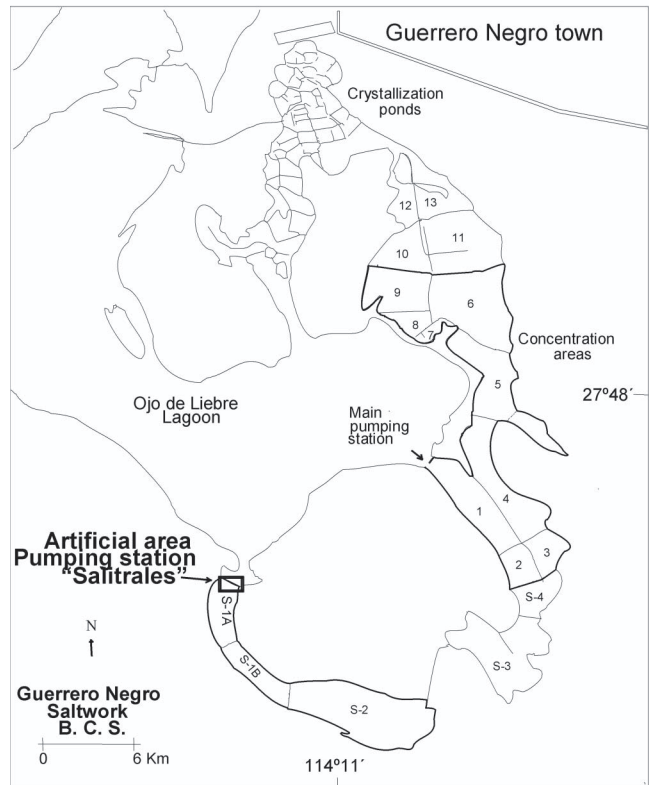 Guerrero Negro town
Crystallization
ponds
12
13
10
11
9
6
8
7
Concentration
areas
5
27º48´
Ojo de Liebre
Lagoon
Main
pumping
station
4
1
3
2
Artificial area
Pumping station
“Salitrales”
S-4
S-1A
N
S-1B
S-3
Guerrero Negro
Saltwork
B. C. S.
S-2
0 6 Km
114º11´